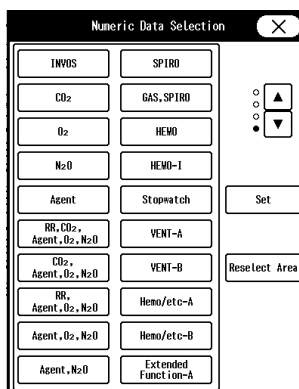 Numeric Data Selection
INVOS
SPIRO
CO₂
GAS,SPIRO
O₂
HEMO
N₂O
HEMO-I
Agent
Stopwatch
Set
RR,CO₂,
Agent,O₂,N₂O
VENT-A
CO₂,
Agent,O₂,N₂O
VENT-B
Reselect Area
RR,
Agent,O₂,N₂O
Hemo/etc-A
Agent,O₂,N₂O
Hemo/etc-B
Agent,N₂O
Extended
Function-A